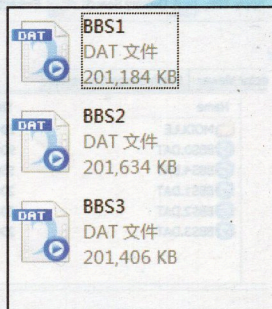 DAT
BBS1
DAT 文件
201,184 KB
DAT
BBS2
DAT 文件
201,634 KB
DAT
BBS3
DAT 文件
201,406 KB